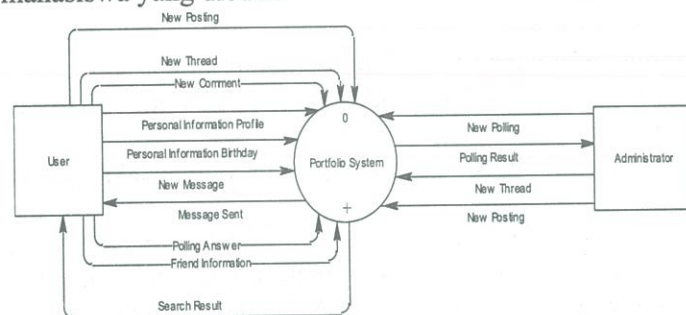 yang
New Posting
New Thread
New Comment
Personal Information Profile
Personal Information Birthday
New Message
Message Sent
Polling Answer
Friend Information
Search Result
User
0
Portfolio System
+
New Polling
Polling Result
New Thread
New Posting
Administrator